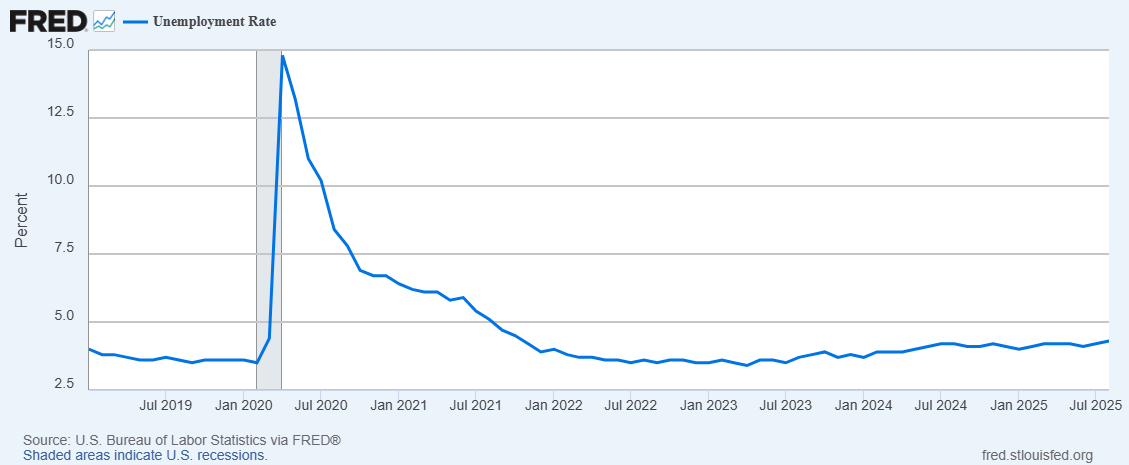 FRED® Unemployment Rate
15.0
12.5
10.0
7.5
5.0
2.5
Percent
Jul 2019 Jan 2020 Jul 2020 Jan 2021 Jul 2021 Jan 2022 Jul 2022 Jan 2023 Jul 2023 Jan 2024 Jul 2024 Jan 2025 Jul 2025
Source: U.S. Bureau of Labor Statistics via FRED®
Shaded areas indicate U.S. recessions.
fred.stlouisfed.org